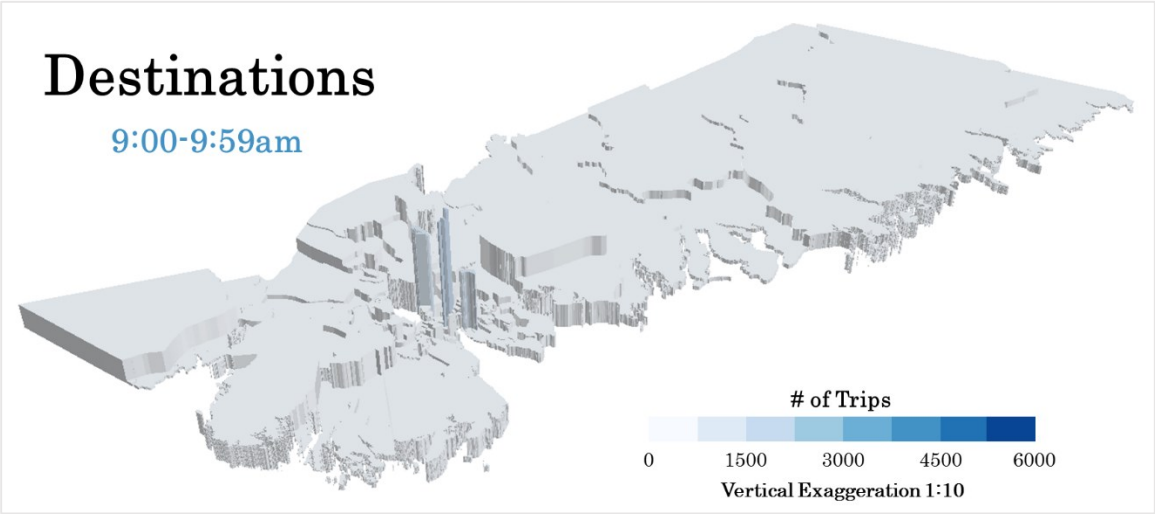 Destinations
9:00-9:59am
# of Trips
0 1500 3000 4500 6000
Vertical Exaggeration 1:10